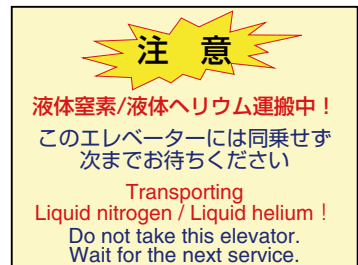 注 意
液体窒素/液体ヘリウム運搬中！
このエレベーターには同乗せず
次までお待ちください
Transporting
Liquid nitrogen / Liquid helium！
Do not take this elevator.
Wait for the next service.